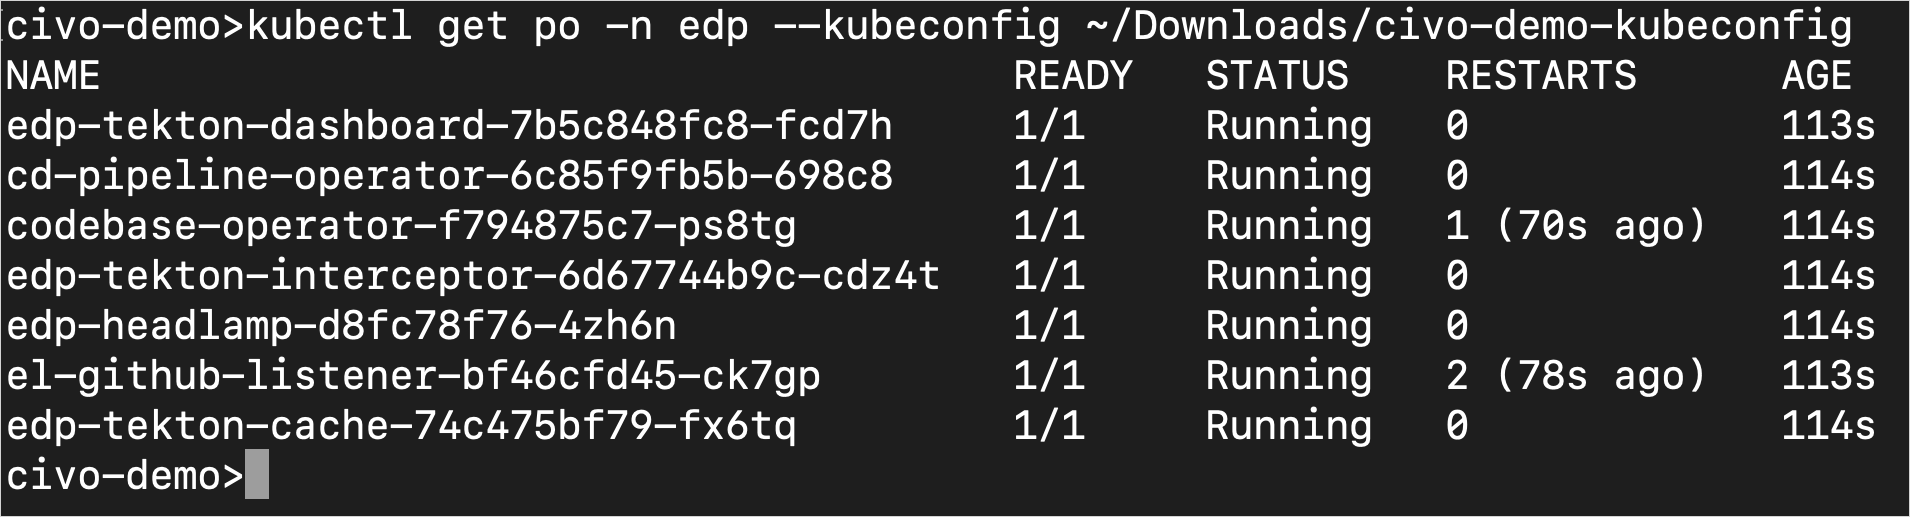 civo-demo>kubectl get po -n edp --kubeconfig ~/Downloads/civo-demo-kubeconfig
NAME READY STATUS RESTARTS AGE
edp-tekton-dashboard-7b5c848fc8-fcd7h 1/1 Running 0 113s
cd-pipeline-operator-6c85f9fb5b-698c8 1/1 Running 0 114s
codebase-operator-f794875c7-ps8tg 1/1 Running 1 (70s ago) 114s
edp-tekton-interceptor-6d67744b9c-cdz4t 1/1 Running 0 114s
edp-headlamp-d8fc78f76-4zh6n 1/1 Running 0 114s
el-github-listener-bf46cfd45-ck7gp 1/1 Running 2 (78s ago) 113s
edp-tekton-cache-74c475bf79-fx6tq 1/1 Running 0 114s
civo-demo>